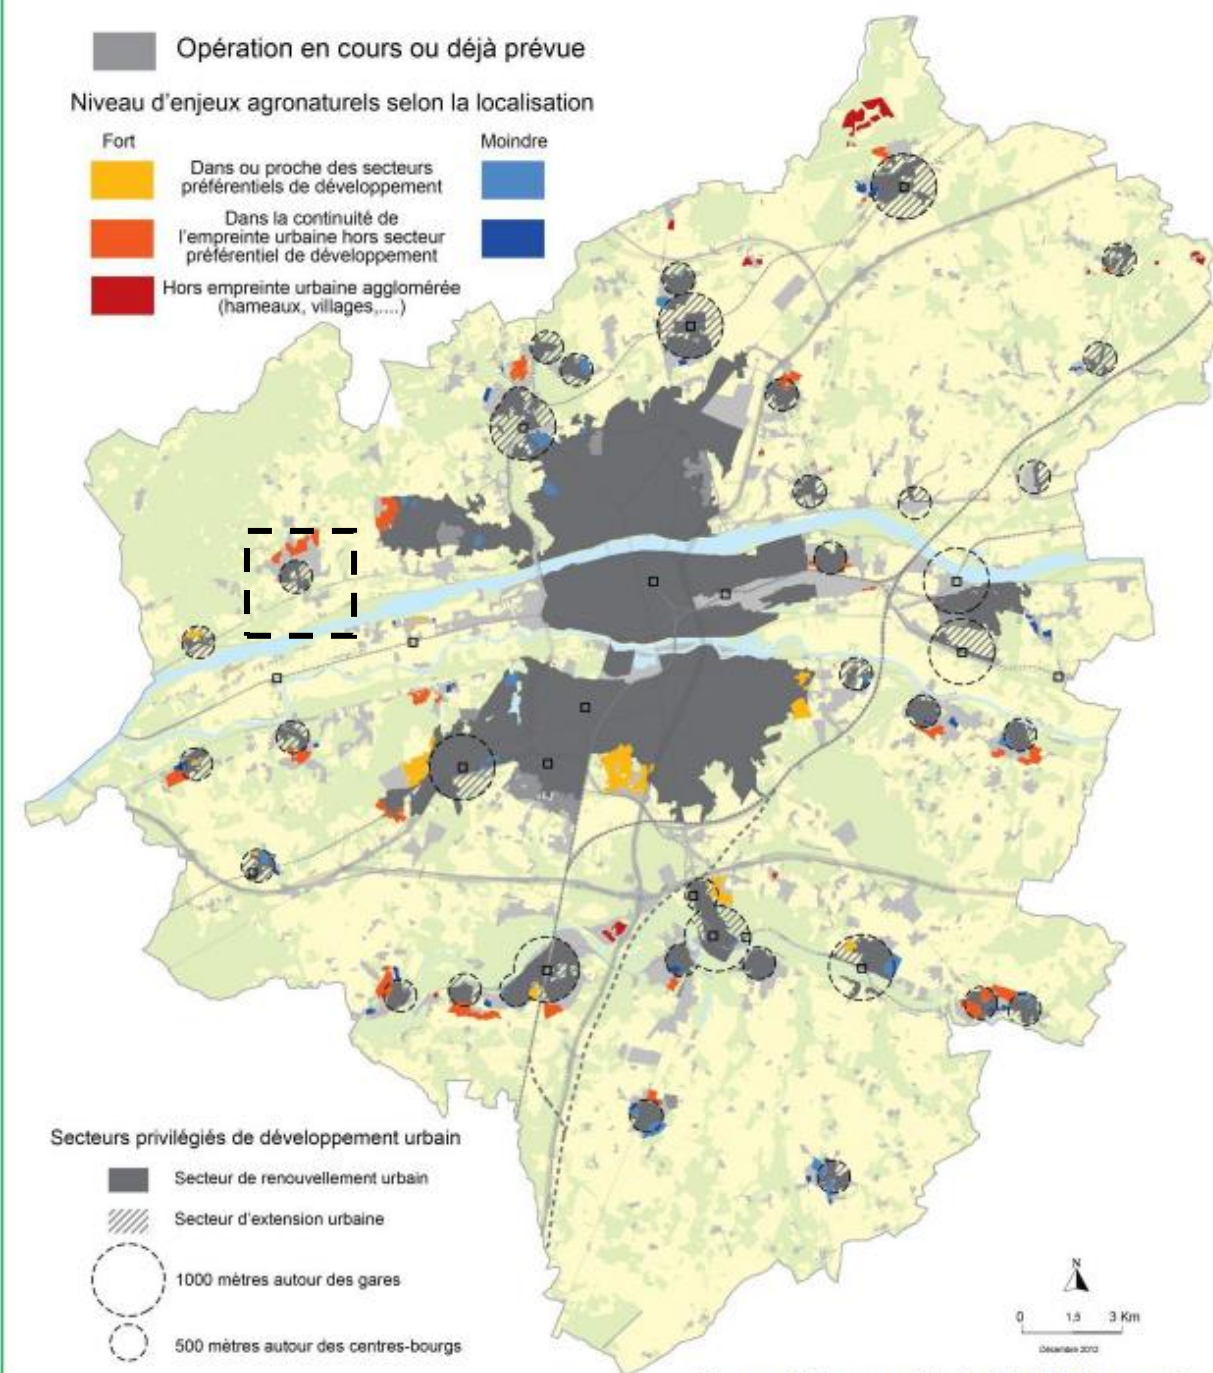 Opération en cours ou déjà prévue
Niveau d'enjeux agronaturels selon la localisation
Fort
Moindre
Dans ou proche des secteurs
préférentiels de développement
Dans la continuité de
l'empreinte urbaine hors secteur
préférentiel de développement
Hors empreinte urbaine agglomérée
(hameaux, villages,....)
Secteurs privilégiés de développement urbain
Secteur de renouvellement urbain
Secteur d'extension urbaine
1000 mètres autour des gares
500 mètres autour des centres-bourgs
N
0 1,5 3 Km
Décembre 2012